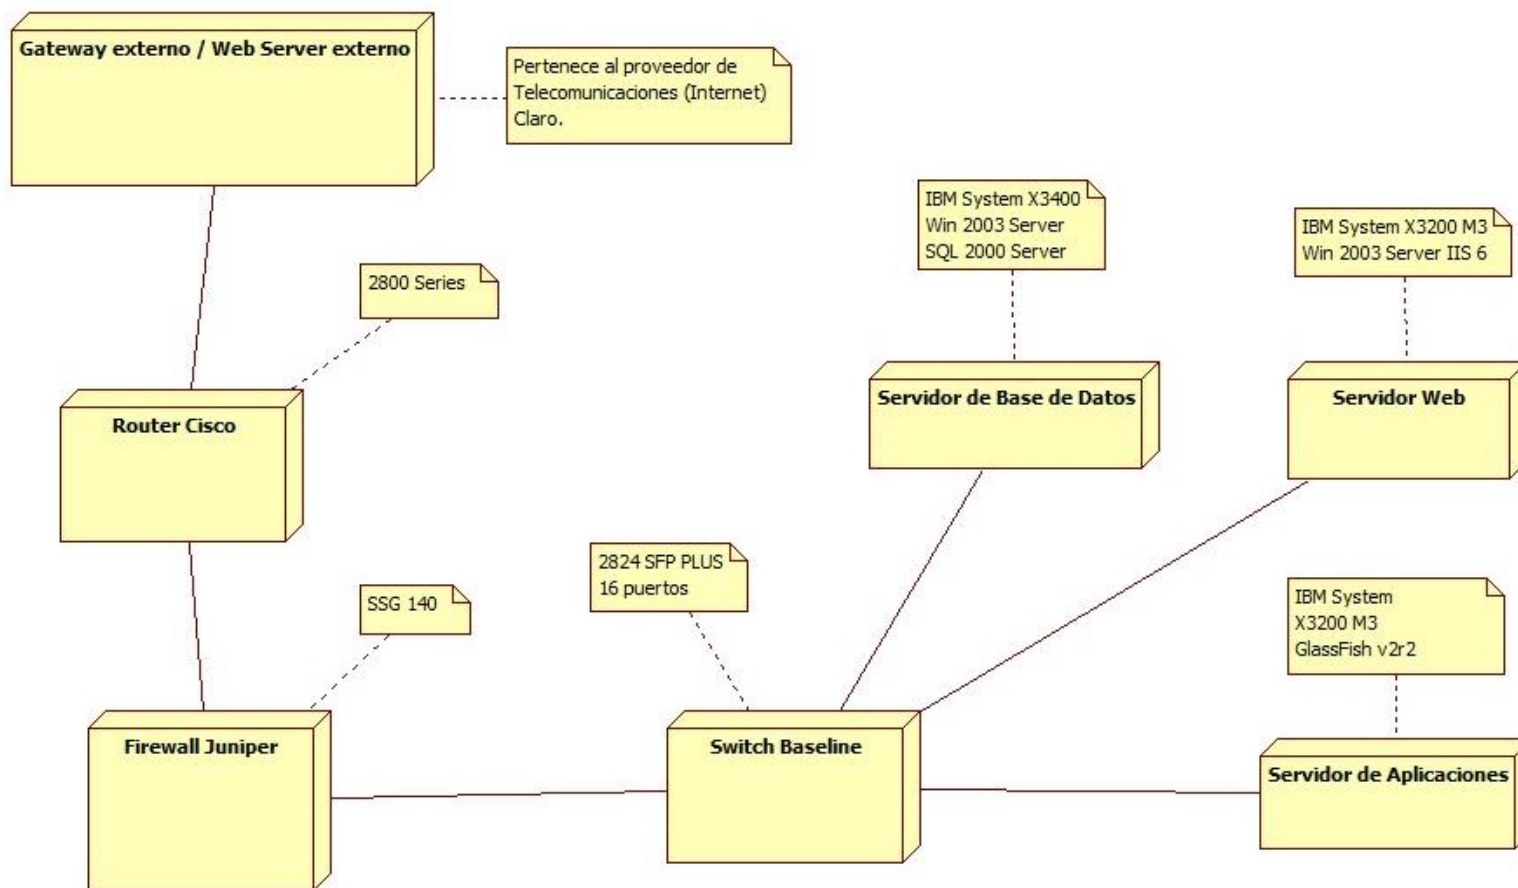 Gateway externo / Web Server externo
Pertenece al proveedor de
Telecomunicaciones (Internet)
Claro.
IBM System X3400
Win 2003 Server
SQL 2000 Server
IBM System X3200 M3
Win 2003 Server IIS 6
2800 Series
Router Cisco
Servidor de Base de Datos
Servidor Web
2824 SFP PLUS
16 puertos
SSG 140
IBM System
X3200 M3
GlassFish v2r2
Firewall Juniper
Switch Baseline
Servidor de Aplicaciones